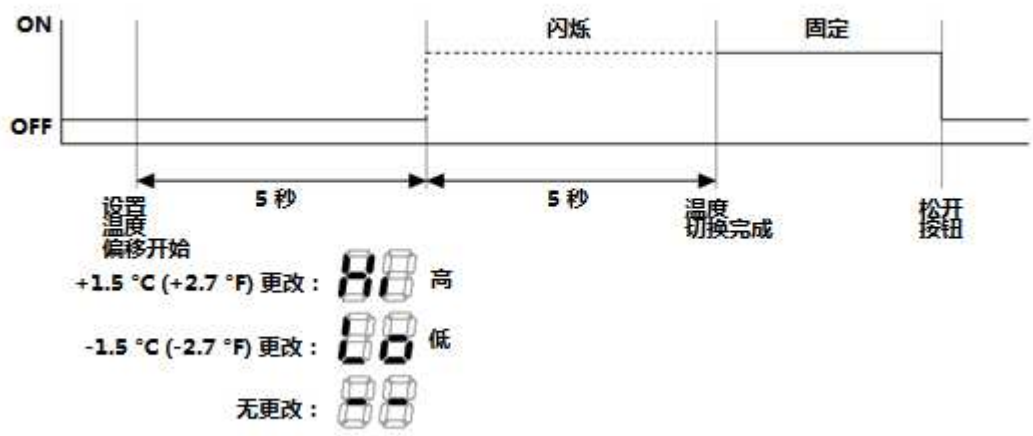 ON
闪烁
固定
OFF
5 秒
5 秒
设置
温度
偏移开始
温度
切换完成
松开
按钮
+1.5 °C (+2.7 °F) 更改： Hi 高
-1.5 °C (-2.7 °F) 更改： Lo 低
无更改： --